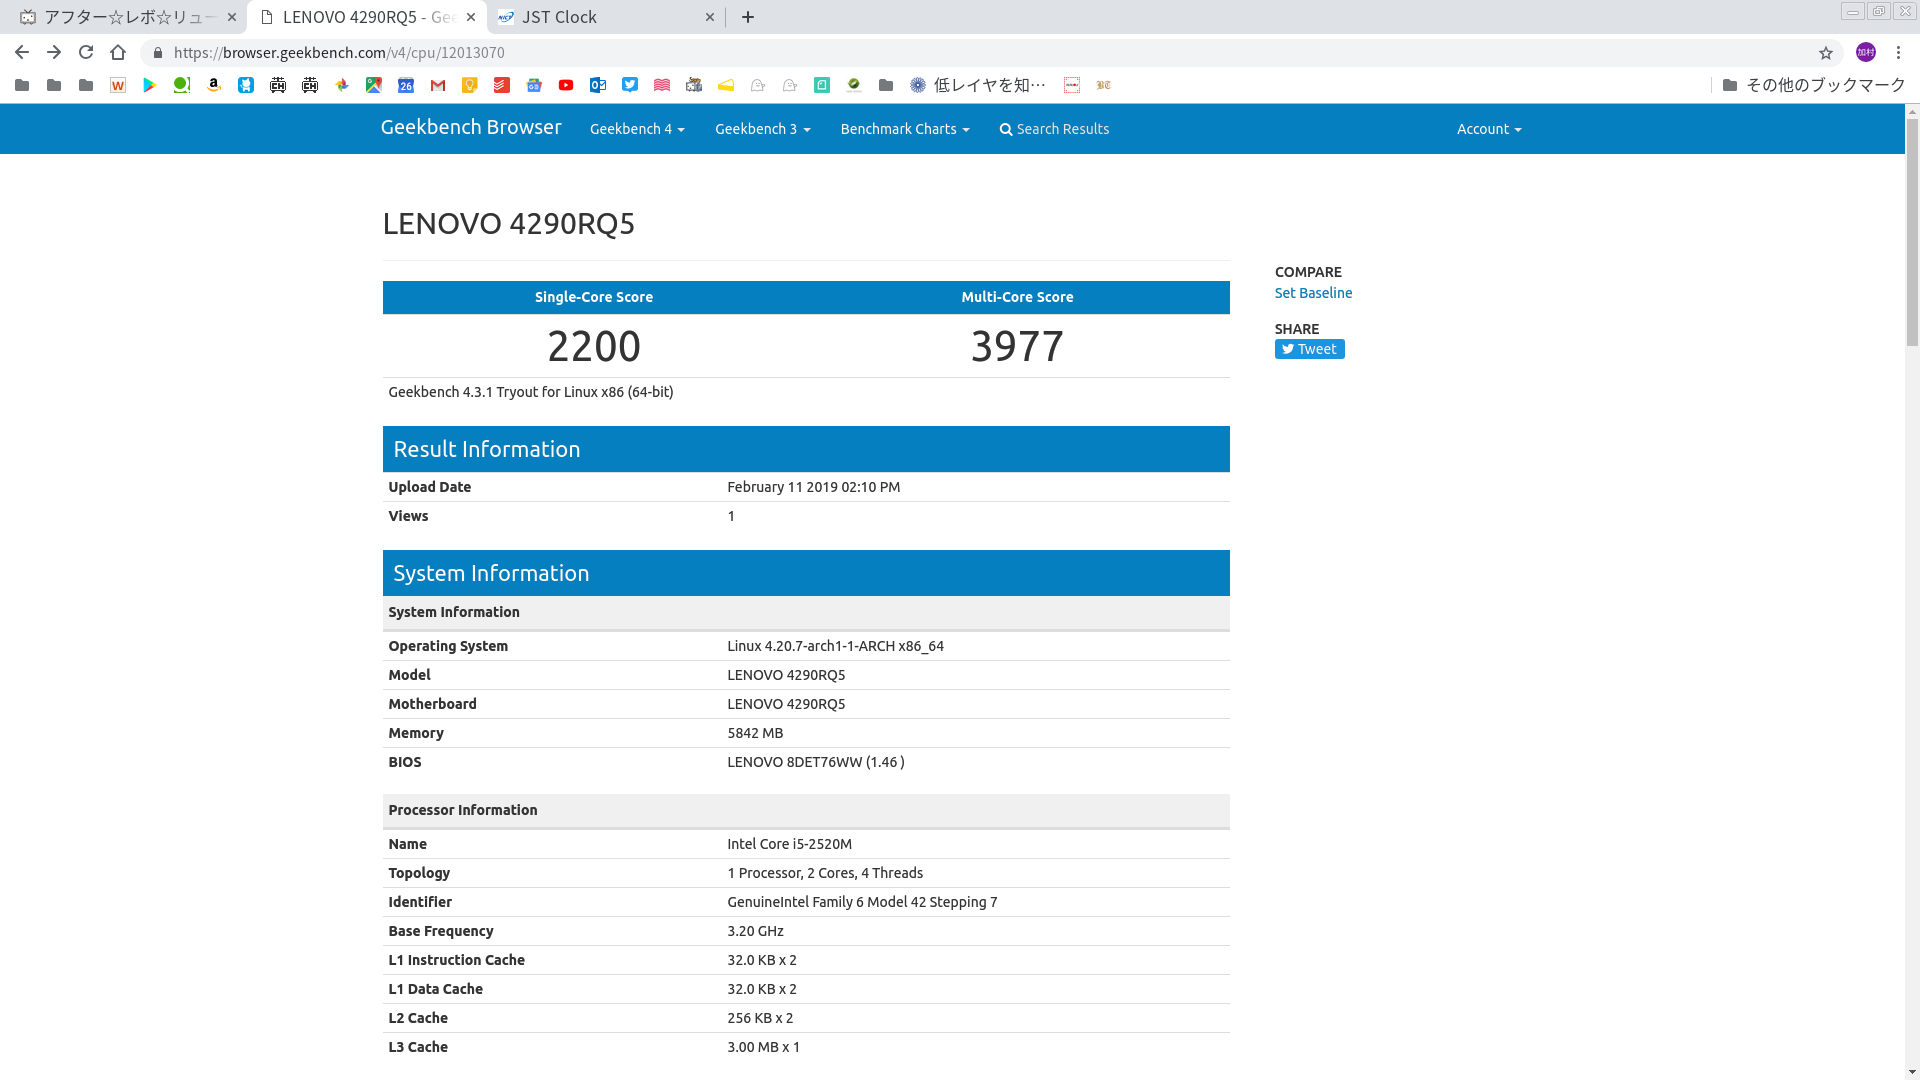 アフター☆レボ☆リュー
LENOVO 4290RQ5 - Gee
JST Clock
https://browser.geekbench.com/v4/cpu/12013070
加村
低レイヤを知…
その他のブックマーク
Geekbench Browser
Geekbench 4
Geekbench 3
Benchmark Charts
Search Results
Account
LENOVO 4290RQ5
COMPARE
Set Baseline
SHARE
Tweet
Single-Core Score
Multi-Core Score
2200
3977
Geekbench 4.3.1 Tryout for Linux x86 (64-bit)
Result Information
Upload Date February 11 2019 02:10 PM
Views 1
System Information
System Information
Operating System Linux 4.20.7-arch1-1-ARCH x86_64
Model LENOVO 4290RQ5
Motherboard LENOVO 4290RQ5
Memory 5842 MB
BIOS LENOVO 8DET76WW (1.46 )
Processor Information
Name Intel Core i5-2520M
Topology 1 Processor, 2 Cores, 4 Threads
Identifier GenuineIntel Family 6 Model 42 Stepping 7
Base Frequency 3.20 GHz
L1 Instruction Cache 32.0 KB x 2
L1 Data Cache 32.0 KB x 2
L2 Cache 256 KB x 2
L3 Cache 3.00 MB x 1